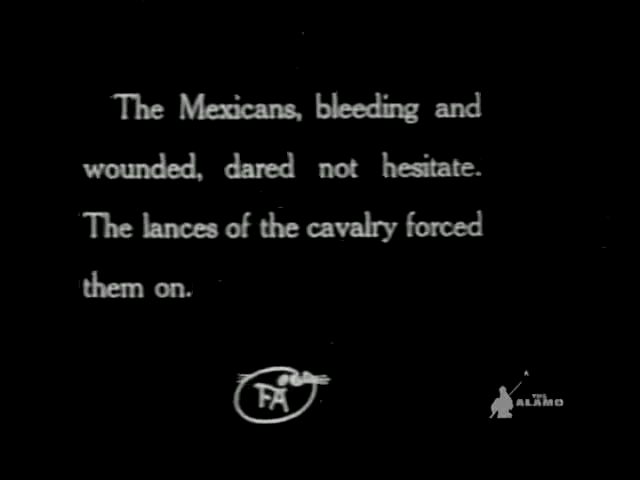 The Mexicans, bleeding and
wounded, dared not hesitate.
The lances of the cavalry forced
them on.
FA
THE
ALAMO